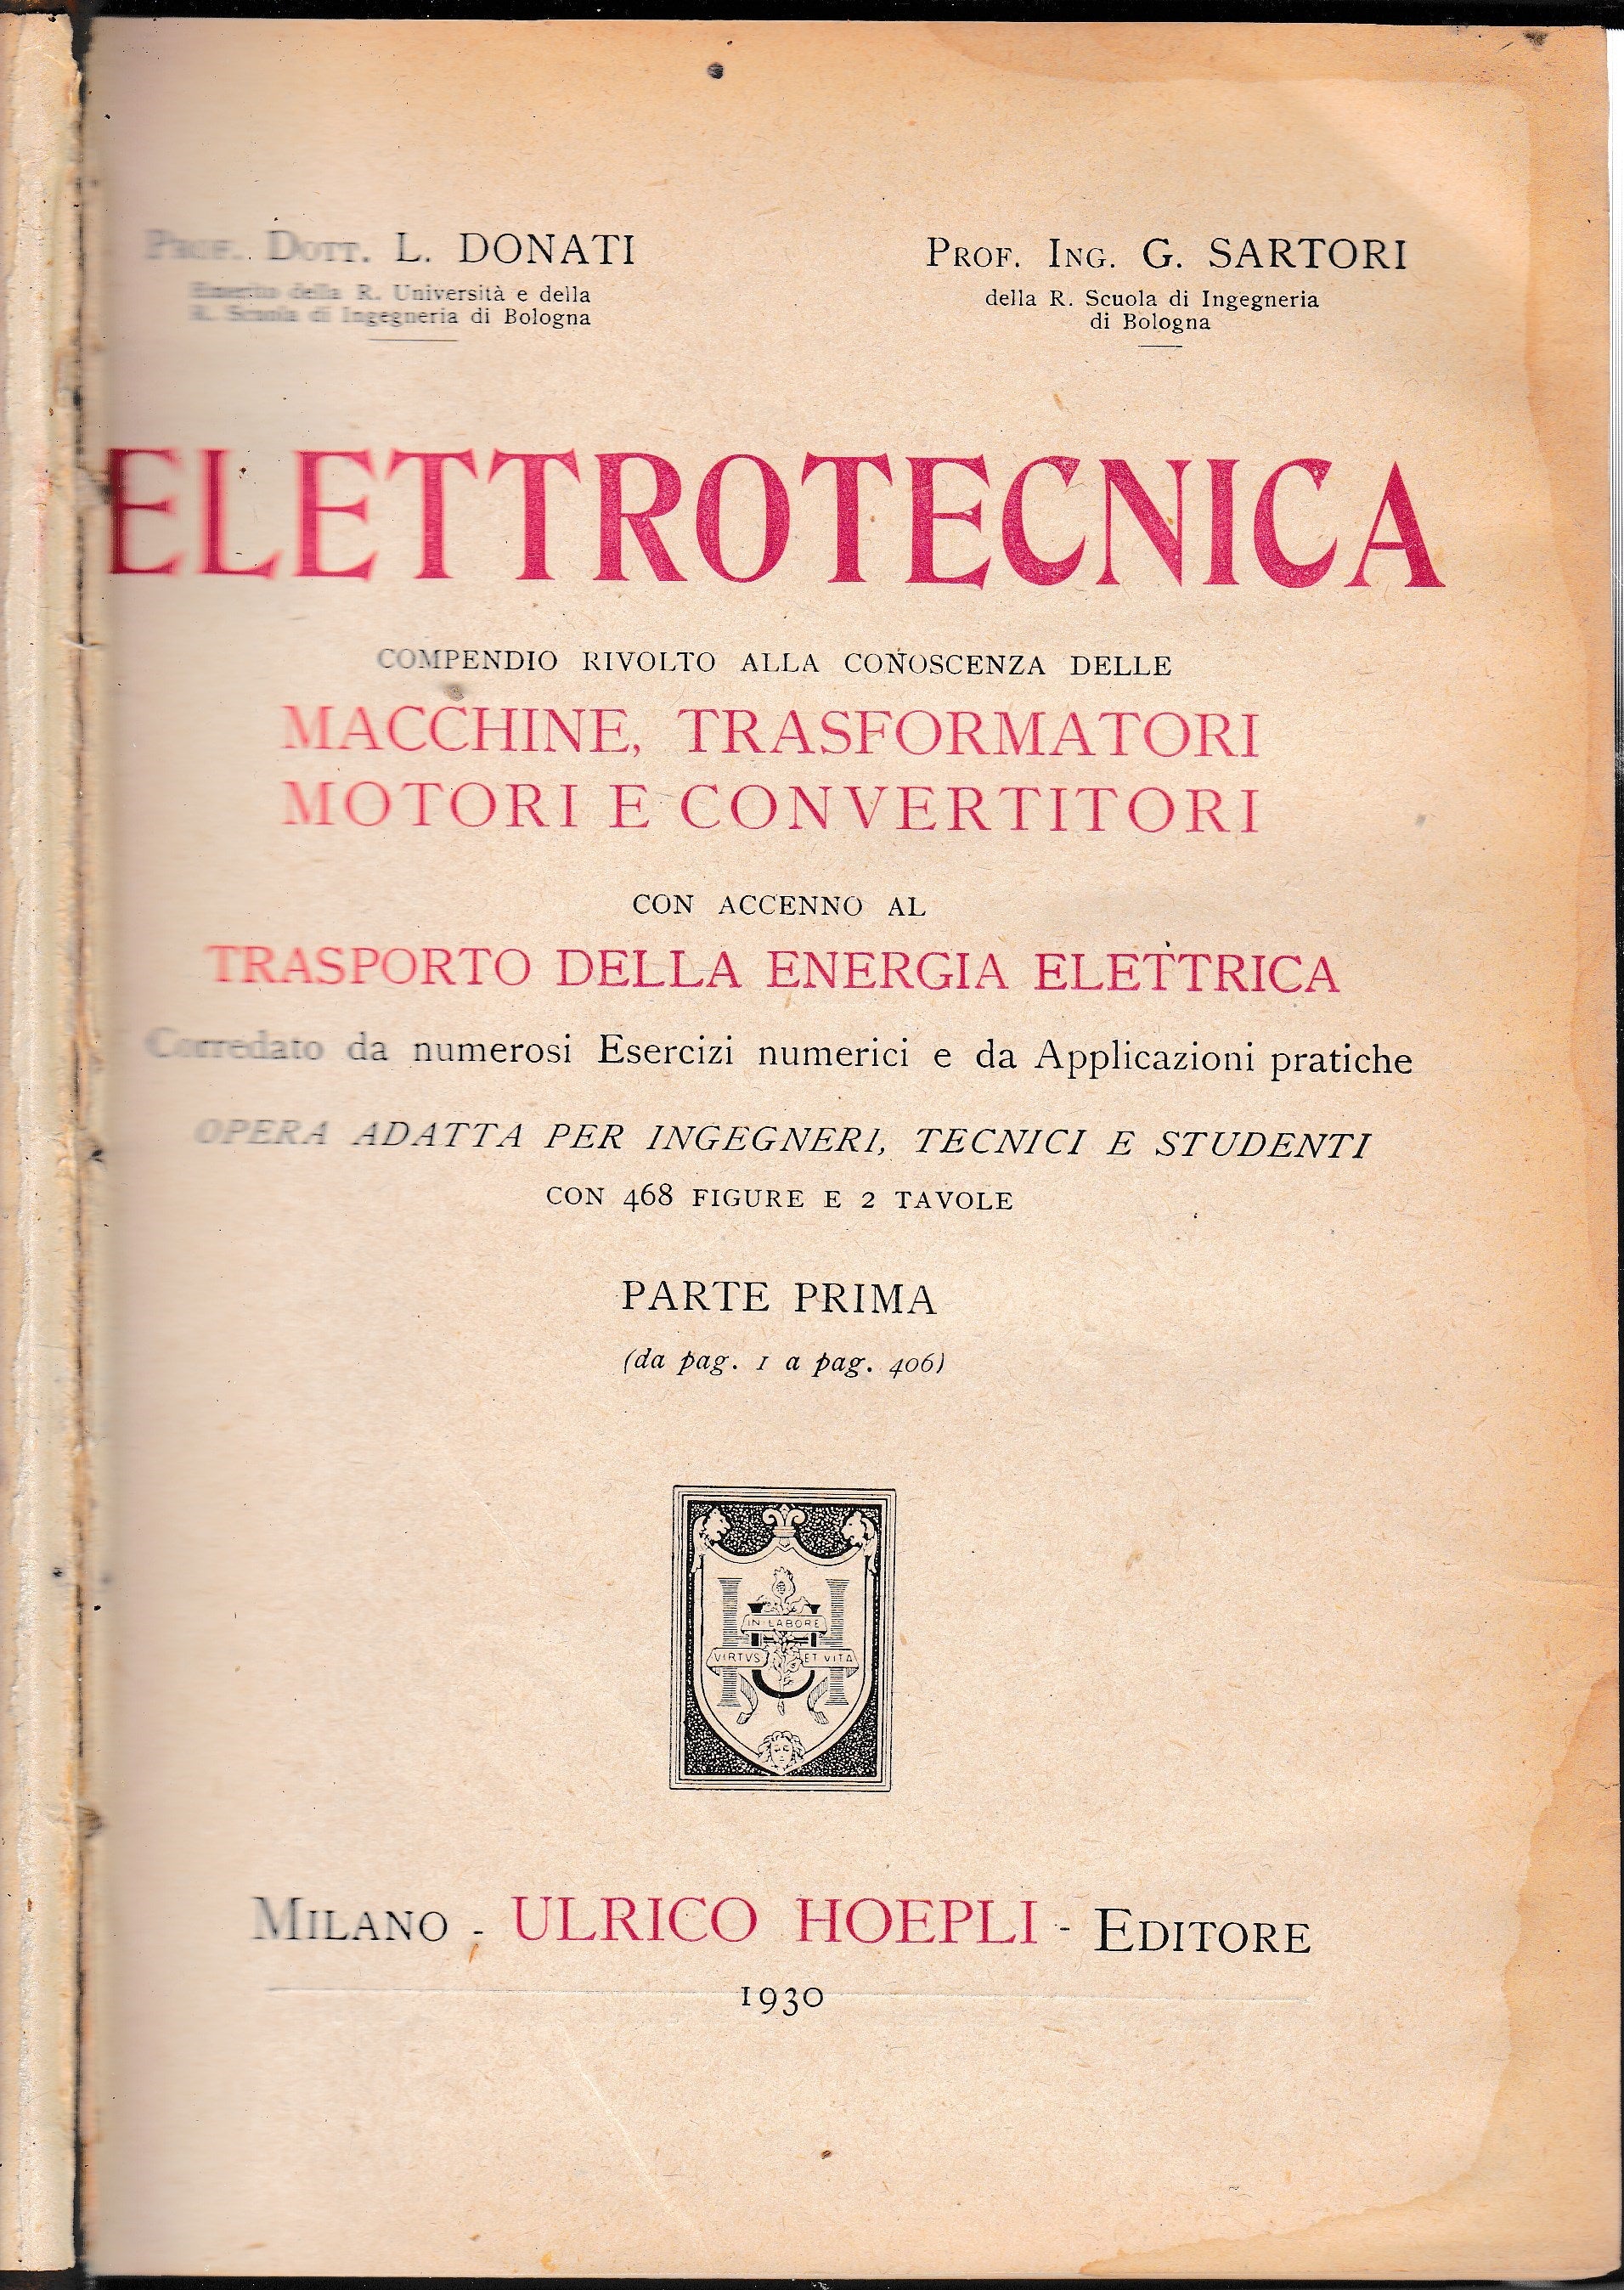 Prof. Dott. L. DONATI
Emerito della R. Università e della
R. Scuola di Ingegneria di Bologna
Prof. Ing. G. SARTORI
della R. Scuola di Ingegneria
di Bologna
ELETTROTECNICA
COMPENDIO RIVOLTO ALLA CONOSCENZA DELLE
MACCHINE, TRASFORMATORI
MOTORI E CONVERTITORI
CON ACCENNO AL
TRASPORTO DELLA ENERGIA ELETTRICA
Corredato da numerosi Esercizi numerici e da Applicazioni pratiche
OPERA ADATTA PER INGEGNERI, TECNICI E STUDENTI
CON 468 FIGURE E 2 TAVOLE
PARTE PRIMA
(da pag. 1 a pag. 406)
IN LABORE
VIRTVS ET VITA
Milano - ULRICO HOEPLI - Editore
1930